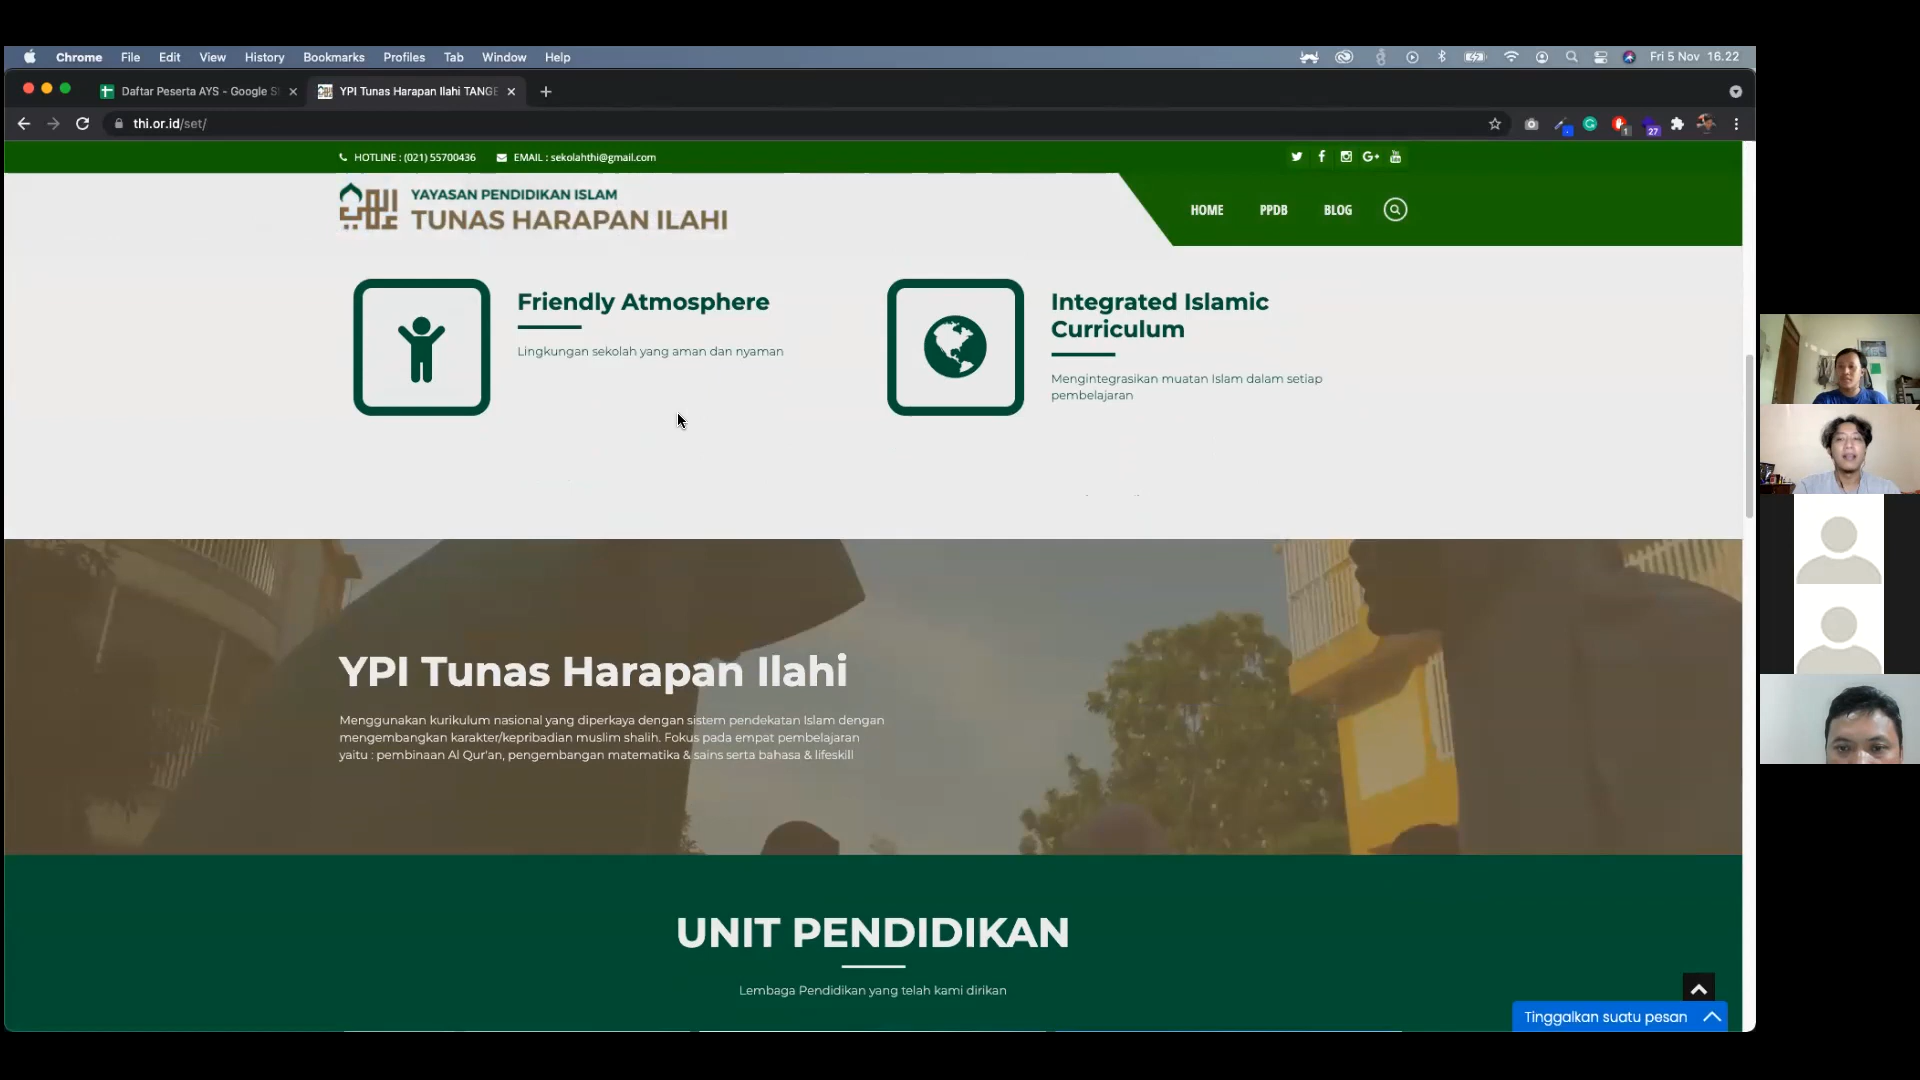 Chrome File Edit View History Bookmarks Profiles Tab Window Help Fri 5 Nov 16.22
Daftar Peserta AYS - Google S
YPI Tunas Harapan Ilahi TANGE
thi.or.id/set/
1
27
HOTLINE : (021) 55700436 EMAIL : sekolahthi@gmail.com
YAYASAN PENDIDIKAN ISLAM
TUNAS HARAPAN ILAHI
HOME PPDB BLOG
Friendly Atmosphere
Lingkungan sekolah yang aman dan nyaman
Integrated Islamic
Curriculum
Mengintegrasikan muatan Islam dalam setiap
pembelajaran
YPI Tunas Harapan Ilahi
Menggunakan kurikulum nasional yang diperkaya dengan sistem pendekatan Islam dengan
mengembangkan karakter/kepribadian muslim shalih. Fokus pada empat pembelajaran
yaitu : pembinaan Al Qur'an, pengembangan matematika & sains serta bahasa & lifeskill
UNIT PENDIDIKAN
Lembaga Pendidikan yang telah kami dirikan
Tinggalkan suatu pesan